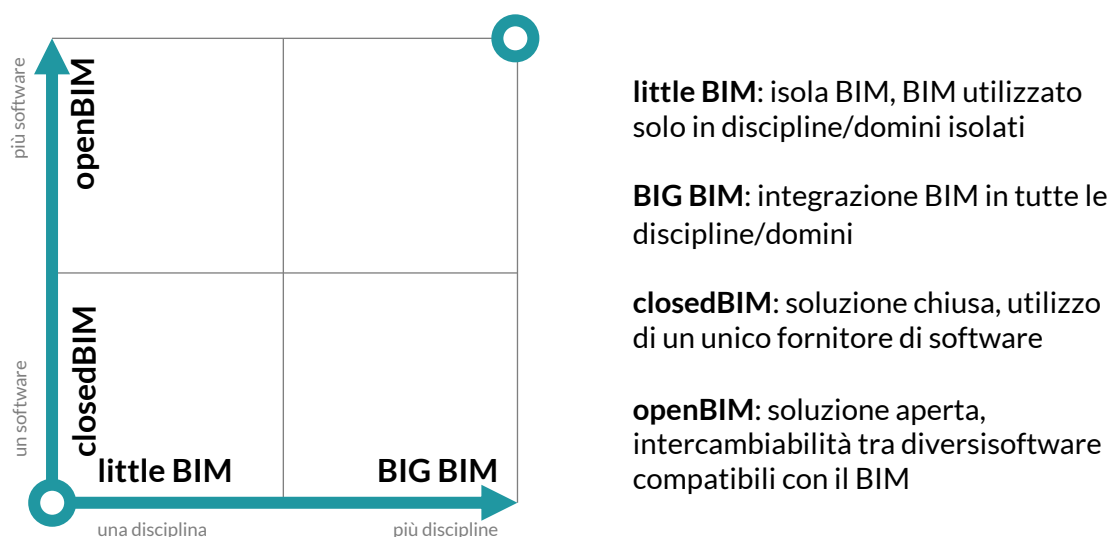 più software
openBIM
un software
closedBIM
little BIM
BIG BIM
una disciplina
più discipline
little BIM: isola BIM, BIM utilizzato
solo in discipline/domini isolati
BIG BIM: integrazione BIM in tutte le
discipline/domini
closedBIM: soluzione chiusa, utilizzo
di un unico fornitore di software
openBIM: soluzione aperta,
intercambiabilità tra diversisoftware
compatibili con il BIM